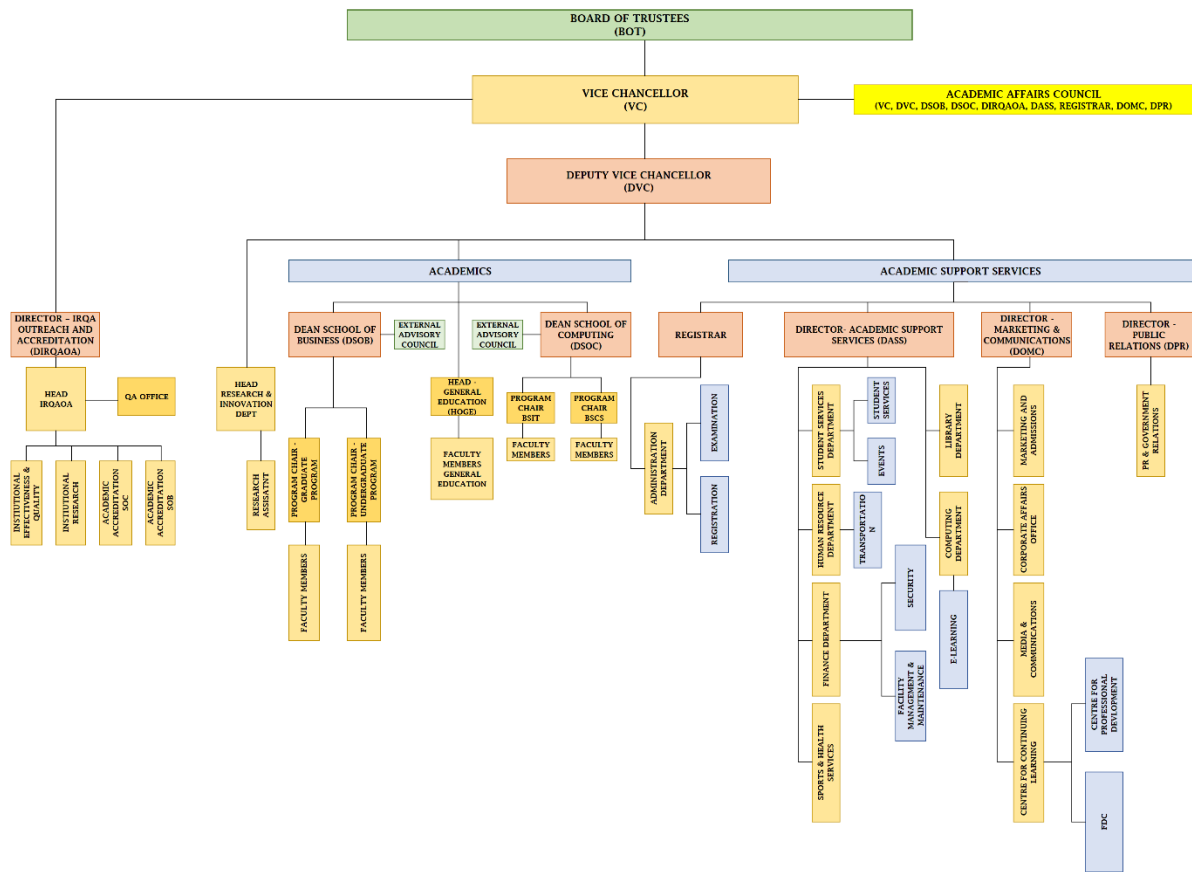 BOARD OF TRUSTEES
(BOT)
VICE CHANCELLOR
(VC)
ACADEMIC AFFAIRS COUNCIL
(VC, DVC, DSOB, DSOC, DIRQAOA, DASS, REGISTRAR, DOMC, DPR)
DEPUTY VICE CHANCELLOR
(DVC)
ACADEMICS
ACADEMIC SUPPORT SERVICES
DIRECTOR – IRQA
OUTREACH AND
ACCREDITATION
(DIRQAOA)
DEAN SCHOOL OF
BUSINESS (DSOB)
EXTERNAL
ADVISORY
COUNCIL
EXTERNAL
ADVISORY
COUNCIL
DEAN SCHOOL OF
COMPUTING
(DSOC)
REGISTRAR
DIRECTOR- ACADEMIC SUPPORT
SERVICES (DASS)
DIRECTOR -
MARKETING &
COMMUNICATIONS
(DOMC)
DIRECTOR -
PUBLIC
RELATIONS (DPR)
HEAD
IRQAOA
QA OFFICE
HEAD
RESEARCH &
INNOVATION
DEPT
HEAD -
GENERAL
EDUCATION
(HOGE)
PROGRAM
CHAIR
BSIT
PROGRAM
CHAIR
BSCS
FACULTY
MEMBERS
FACULTY
MEMBERS
FACULTY
MEMBERS
GENERAL
EDUCATION
INSTIUTIONAL
EFFECTIVENESS &
QUALITY
INSTITUTIONAL
RESEARCH
ACADEMIC
ACCREDITATION
SOC
ACADEMIC
ACCREDITATION
SOB
RESEARCH
ASSISATNT
PROGRAM CHAIR -
GRADUATE
PROGRAM
PROGRAM CHAIR -
UNDERGRADUATE
PROGRAM
FACULTY MEMBERS
FACULTY MEMBERS
ADMINISTRATION
DEPARTMENT
EXAMINATION
REGISTRATION
STUDENT SERVICES
DEPARTMENT
STUDENT
SERVICES
EVENTS
LIBRARY
DEPARTMENT
HUMAN RESOURCE
DEPARTMENT
TRANSPORTATIO
N
COMPUTING
DEPARTMENT
FINANCE DEPARTMENT
SECURITY
FACILITY
MANAGEMENT &
MAINTENANCE
E-LEARNING
SPORTS & HEALTH
SERVICES
MARKETING AND
ADMISSIONS
CORPORATE AFFAIRS
OFFICE
MEDIA &
COMMUNICATIONS
CENTRE FOR CONTINUING
LEARNING
CENTRE FOR
PROFESSIONAL
DEVLOPMENT
FDC
PR & GOVERNMENT
RELATIONS